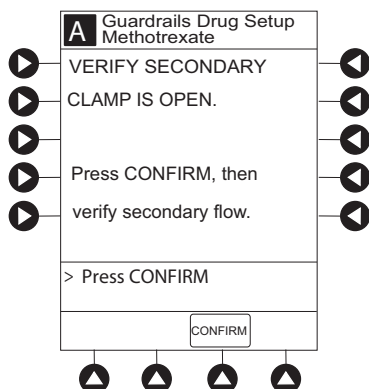 A Guardrails Drug Setup
Methotrexate
VERIFY SECONDARY
CLAMP IS OPEN.
Press CONFIRM, then
verify secondary flow.
> Press CONFIRM
CONFIRM